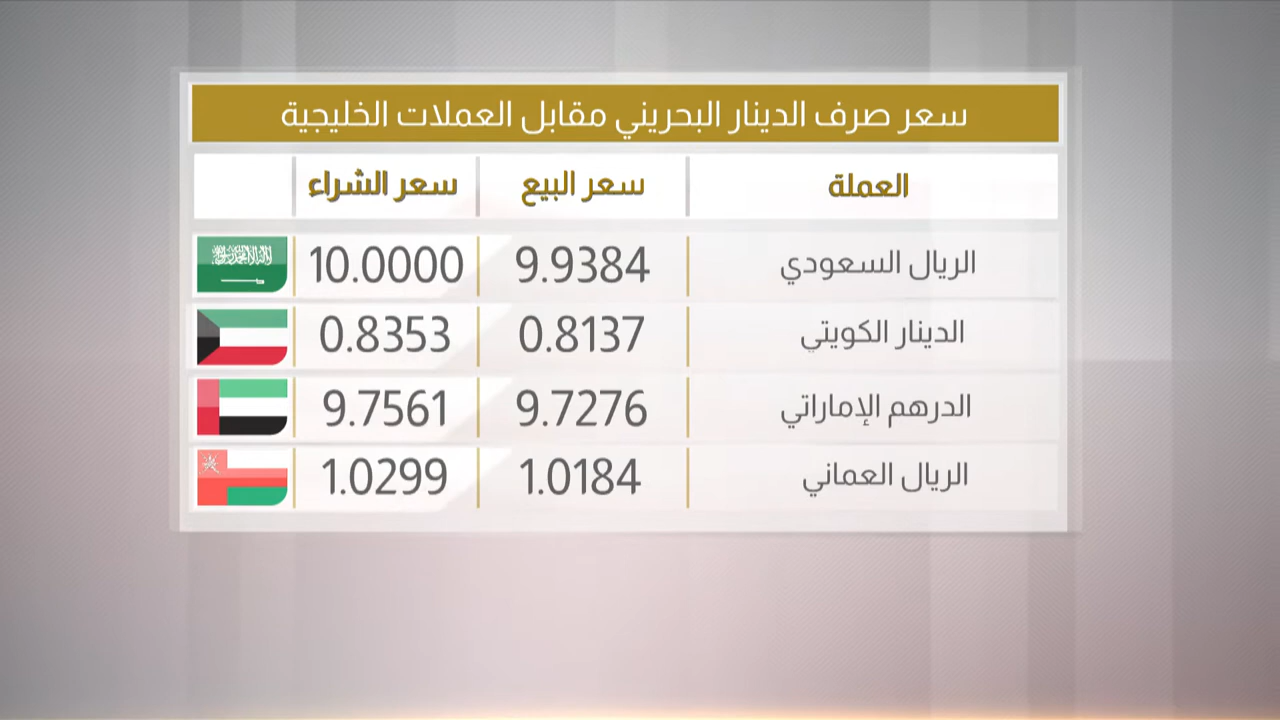 سعر صرف الدينار البحريني مقابل العملات الخليجية
العملة سعر البيع سعر الشراء
الريال السعودي 9.9384 10.0000
الدينار الكويتي 0.8137 0.8353
الدرهم الإماراتي 9.7276 9.7561
الريال العماني 1.0184 1.0299